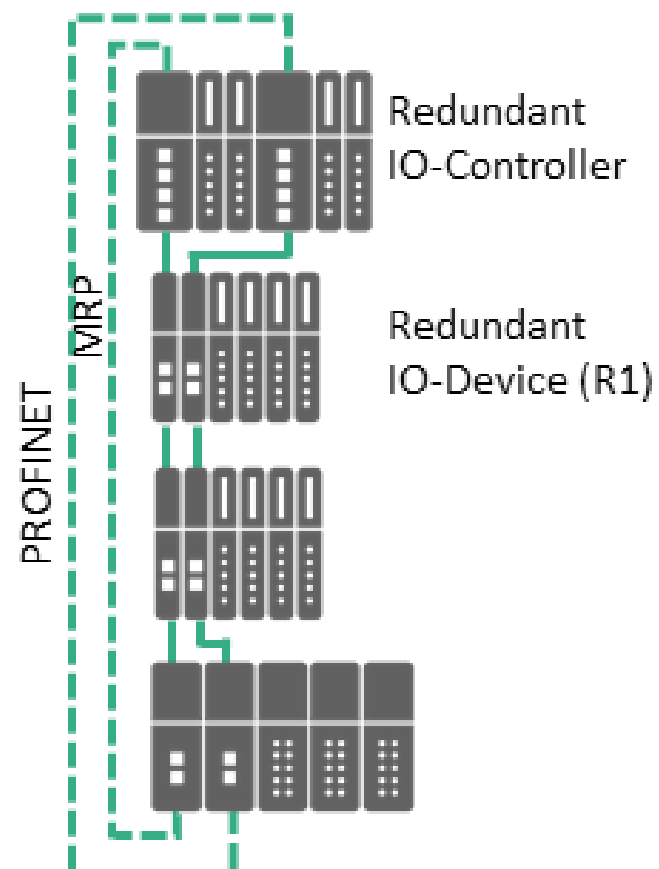 Redundant
IO-Controller
MRP
Redundant
IO-Device (R1)
PROFINET